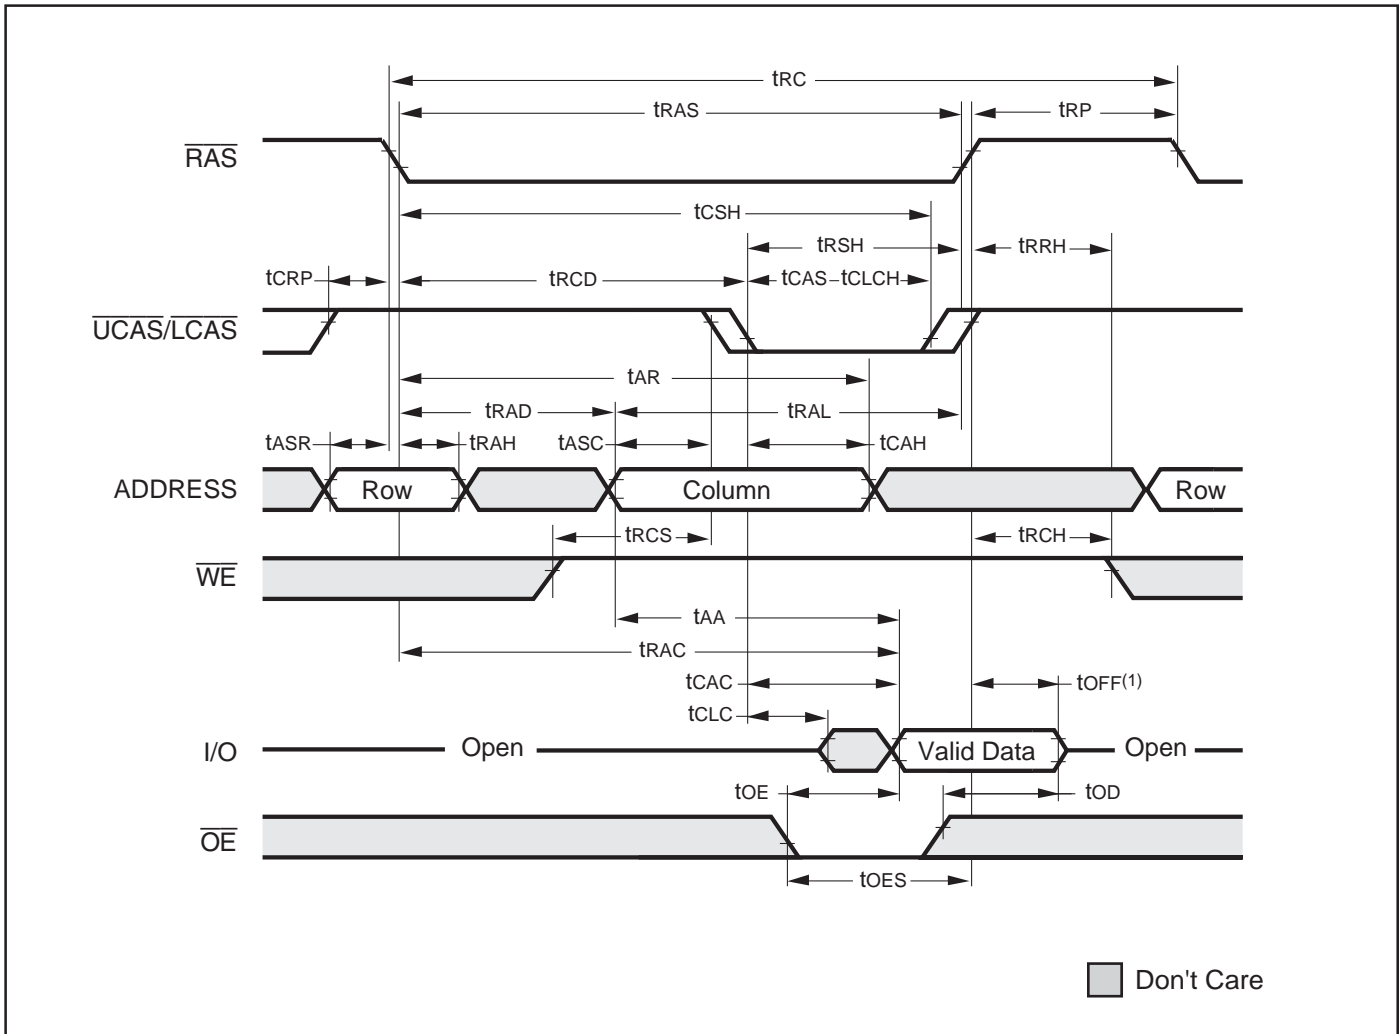 tRC
tRAS
tRP
RAS
tCSH
tRSH
tRRH
tCRP
tRCD
tCAS
tCLCH
UCAS/LCAS
tAR
tRAD
tRAL
tASR
tRAH
tASC
tCAH
ADDRESS
Row
Column
Row
tRCS
tRCH
WE
tAA
tRAC
tCAC
tOFF(1)
tCLC
I/O
Open
Valid Data
Open
tOE
tOD
OE
tOES
Don't Care